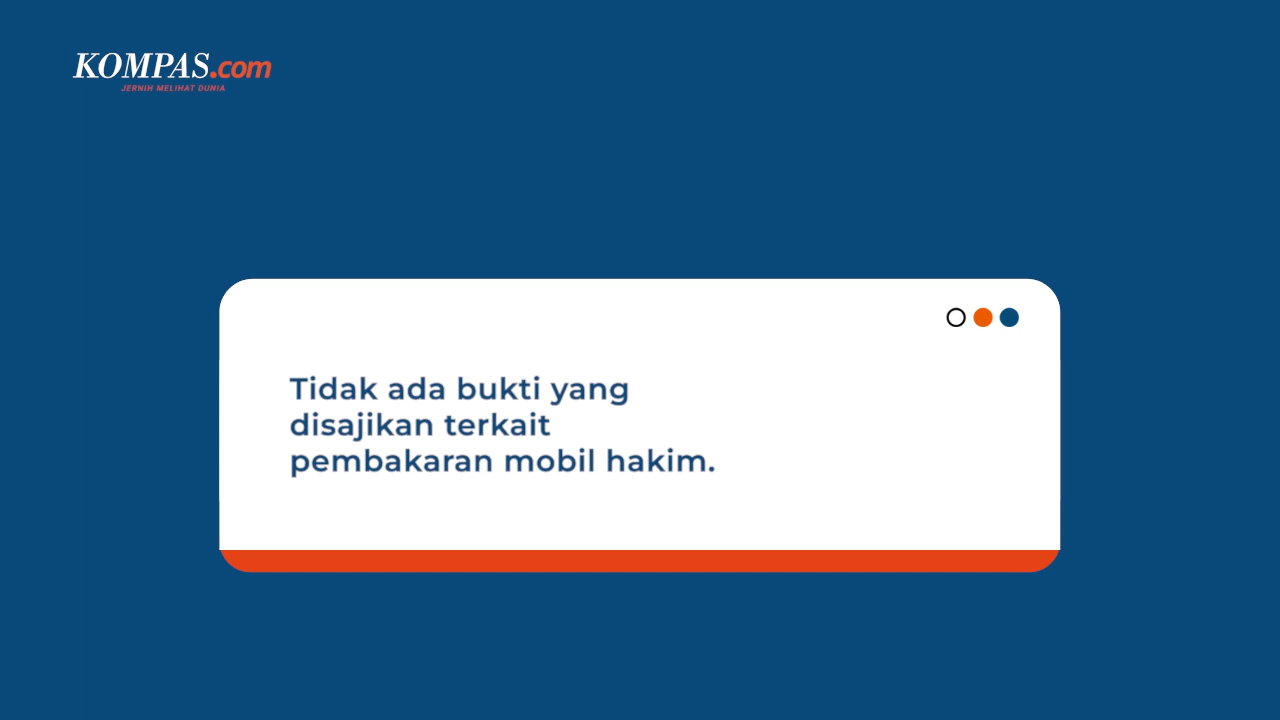 KOMPAS.com
JERNIH MELIHAT DUNIA
Tidak ada bukti yang
disajikan terkait
pembakaran mobil hakim.